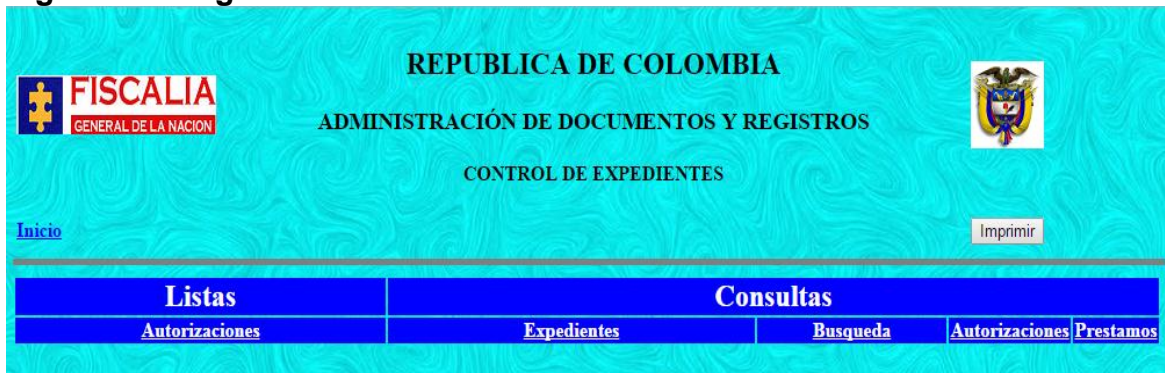 REPUBLICA DE COLOMBIA
FISCALIA
GENERAL DE LA NACION
ADMINISTRACIÓN DE DOCUMENTOS Y REGISTROS
CONTROL DE EXPEDIENTES
Inicio
Imprimir
Listas Consultas
Autorizaciones Expedientes Busqueda Autorizaciones Prestamos